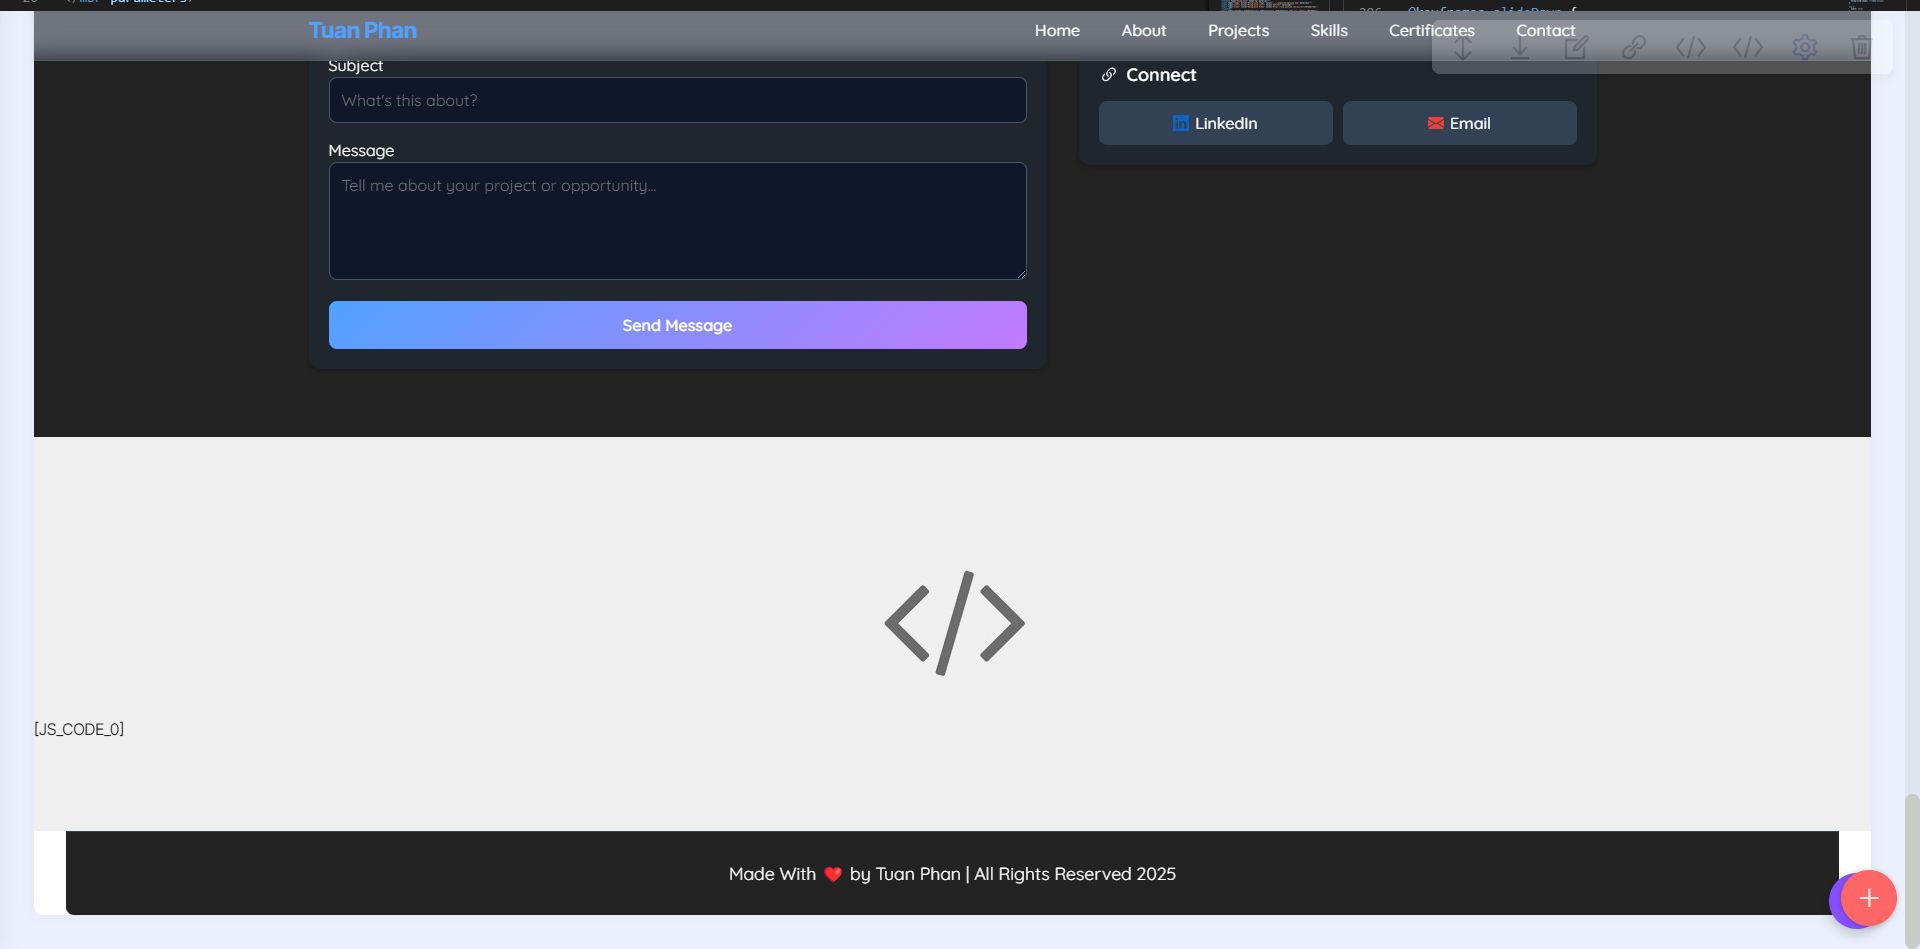 Tuan Phan
Home About Projects Skills Certificates Contact
Subject
What's this about?
Message
Tell me about your project or opportunity...
Send Message
Connect
LinkedIn Email
</>
[JS_CODE_0]
Made With ❤️ by Tuan Phan | All Rights Reserved 2025